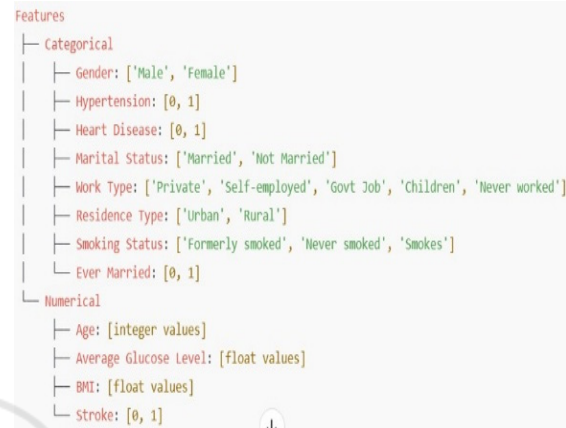 Features
├─ Categorical
│ ├─ Gender: ['Male', 'Female']
│ ├─ Hypertension: [0, 1]
│ ├─ Heart Disease: [0, 1]
│ ├─ Marital Status: ['Married', 'Not Married']
│ ├─ Work Type: ['Private', 'Self-employed', 'Govt Job', 'Children', 'Never worked']
│ ├─ Residence Type: ['Urban', 'Rural']
│ ├─ Smoking Status: ['Formerly smoked', 'Never smoked', 'Smokes']
│ └─ Ever Married: [0, 1]
└─ Numerical
├─ Age: [integer values]
├─ Average Glucose Level: [float values]
├─ BMI: [float values]
└─ Stroke: [0, 1]